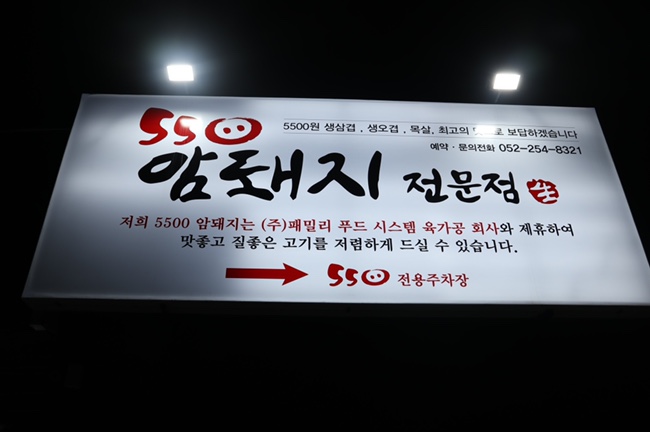 550
5500원 생삼겹, 생오겹, 목살, 최고의 보답하겠습니다
예약·문의전화 052-254-8321
암돼지 전문점
저희 5500 암돼지는 (주)패밀리 푸드 시스템 육가공 회사와 제휴하여
맛좋고 질좋은 고기를 저렴하게 드실 수 있습니다.
550 전용주차장